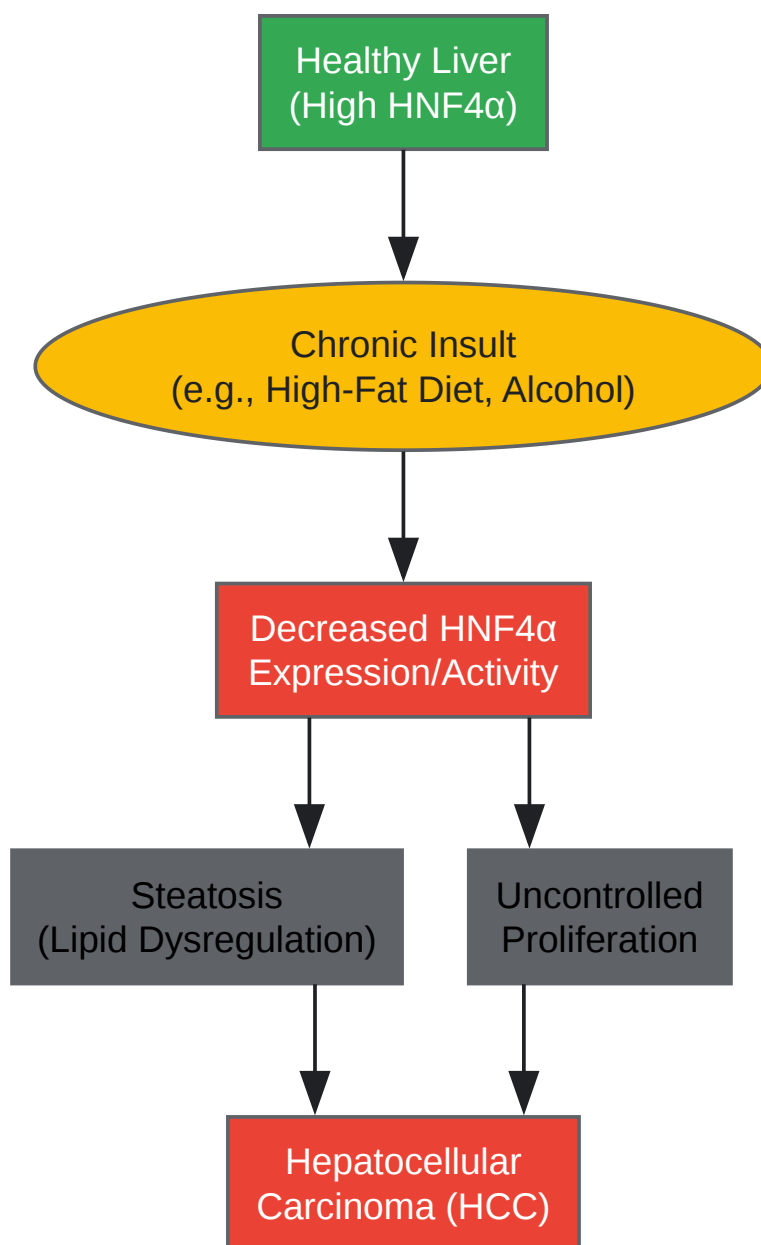 Healthy Liver
(High HNF4α)
Chronic Insult
(e.g., High-Fat Diet, Alcohol)
Decreased HNF4α
Expression/Activity
Steatosis
(Lipid Dysregulation)
Uncontrolled
Proliferation
Hepatocellular
Carcinoma (HCC)